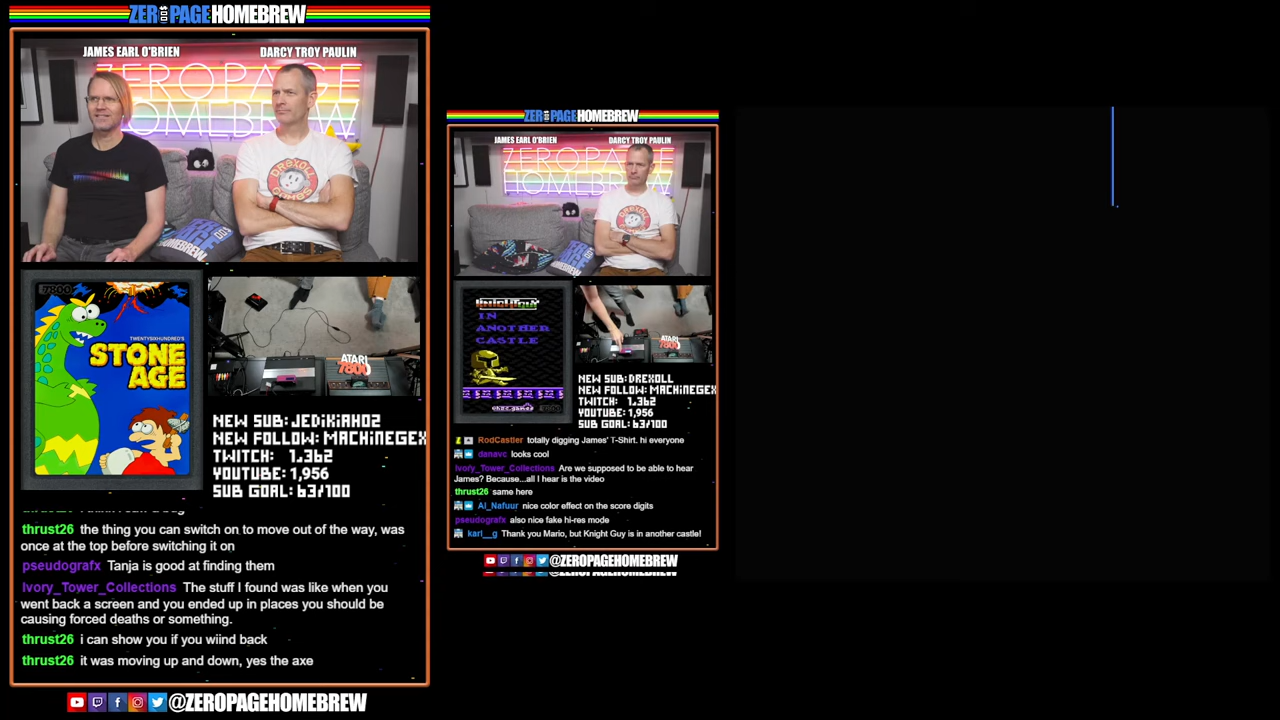 ZEROPAGEHOMEBREW
JAMES EARL O'BRIEN
DARCY TROY PAULIN
ZEROPAGE
HOMEBREW
7800
TWENTYSIXHUNDRED'S
STONE
AGE
ATARI
7800
NEW SUB:JEDIKIAH02
NEW FOLLOW:MACHINEGEX
TWITCH: 1,362
YOUTUBE:1,956
SUB GOAL:63/100
thrust26 the thing you can switch on to move out of the way, was
once at the top before switching it on
pseudografx Tanja is good at finding them
Ivory_Tower_Collections The stuff I found was like when you
went back a screen and you ended up in places you should be
causing forced deaths or something.
thrust26 i can show you if you wiind back
thrust26 it was moving up and down, yes the axe
@ZEROPAGEHOMEBREW
ZEROPAGEHOMEBREW
JAMES EARL O'BRIEN
DARCY TROY PAULIN
ZEROPAGE
HOMEBREW
KNIGHTGUY
IN
ANOTHER
CASTLE
ATARI
7800
NEW SUB:DREXOLL
NEW FOLLOW:MACHINEGEX
TWITCH: 1,362
YOUTUBE:1,956
SUB GOAL:63/100
RodCastler totally digging James' T-Shirt. hi everyone
danavc looks cool
Ivory_Tower_Collections Are we supposed to be able to hear
James? Because...all I hear is the video
thrust26 same here
Al_Nafuur nice color effect on the score digits
pseudografx also nice fake hi-res mode
karl__g Thank you Mario, but Knight Guy is in another castle!
@ZEROPAGEHOMEBREW